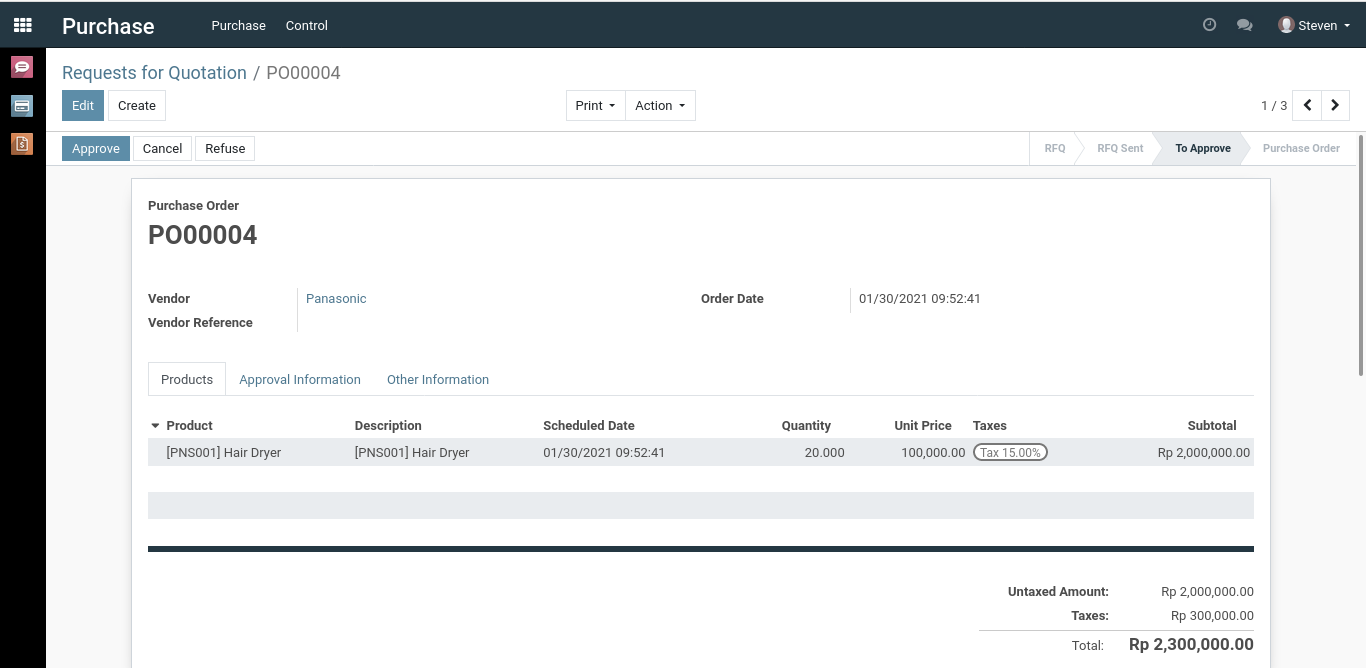 Purchase Purchase Control Steven
Requests for Quotation / PO00004
Edit Create Print Action 1 / 3
Approve Cancel Refuse RFQ RFQ Sent To Approve Purchase Order
Purchase Order
PO00004
Vendor Panasonic Order Date 01/30/2021 09:52:41
Vendor Reference
Products Approval Information Other Information
Product Description Scheduled Date Quantity Unit Price Taxes Subtotal
[PNS001] Hair Dryer [PNS001] Hair Dryer 01/30/2021 09:52:41 20.000 100,000.00 Tax 15.00% Rp 2,000,000.00
Untaxed Amount: Rp 2,000,000.00
Taxes: Rp 300,000.00
Total: Rp 2,300,000.00